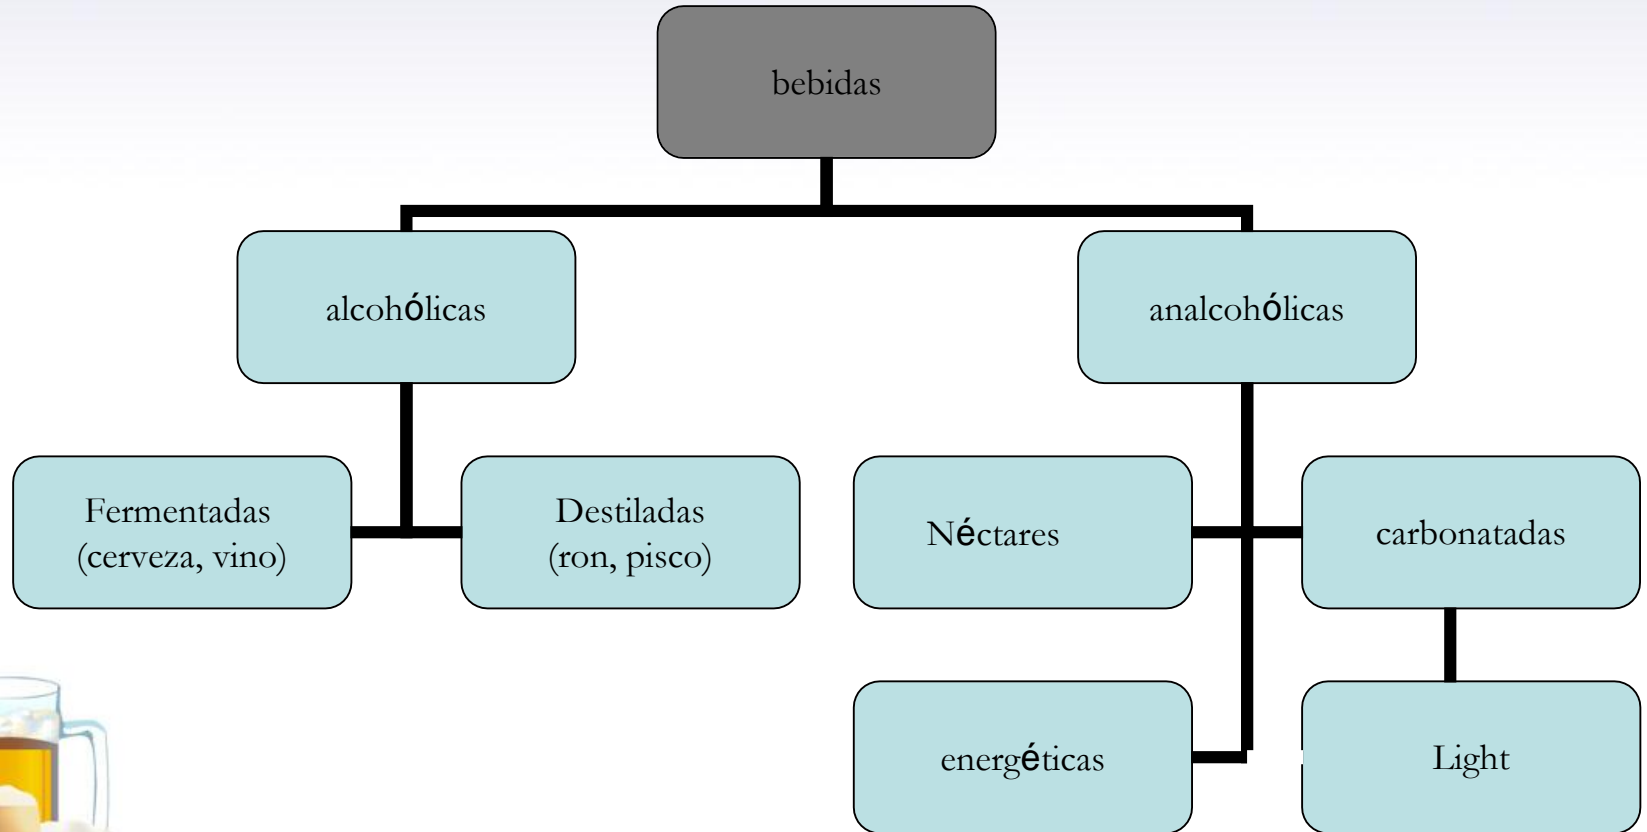 bebidas
alcohólicas
analcohólicas
Fermentadas
(cerveza, vino)
Destiladas
(ron, pisco)
Néctares
carbonatadas
energéticas
Light